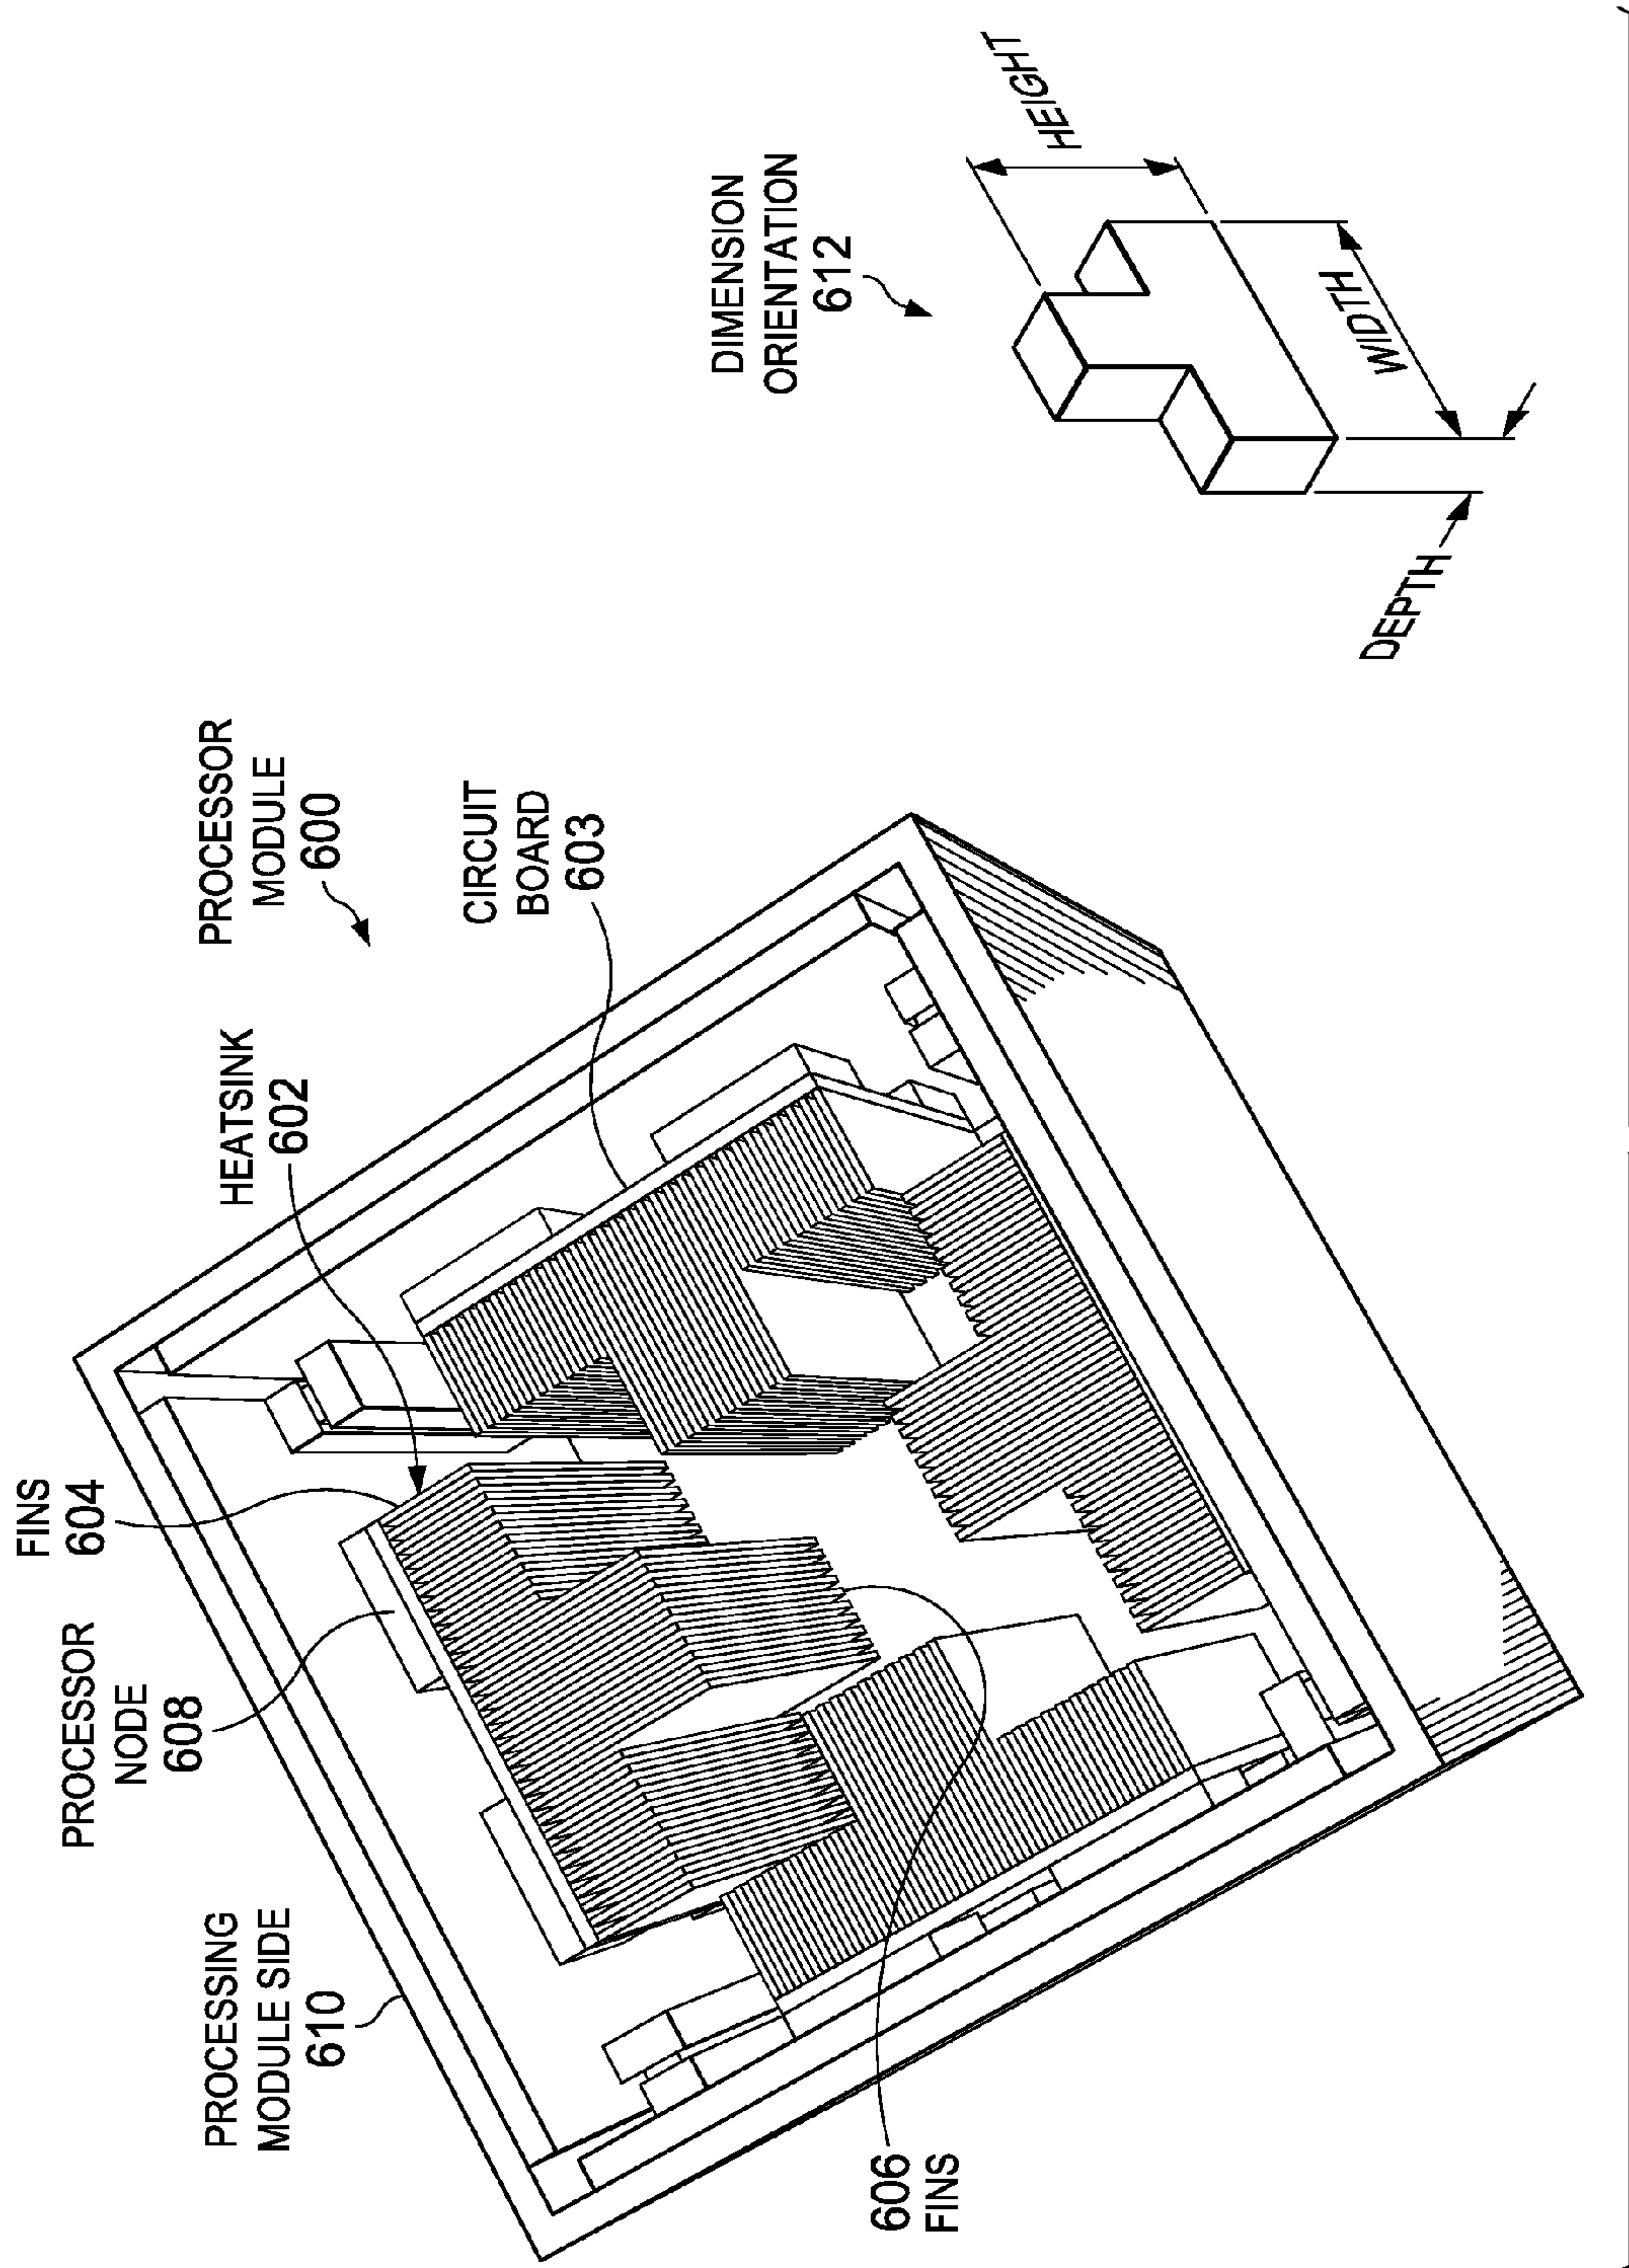 PROCESSOR
MODULE
600
HEATSINK
602
CIRCUIT
BOARD
603
FINS
604
PROCESSOR
NODE
608
PROCESSING
MODULE SIDE
610
606
FINS
DIMENSION
ORIENTATION
612
HEIGHT
WIDTH
DEPTH